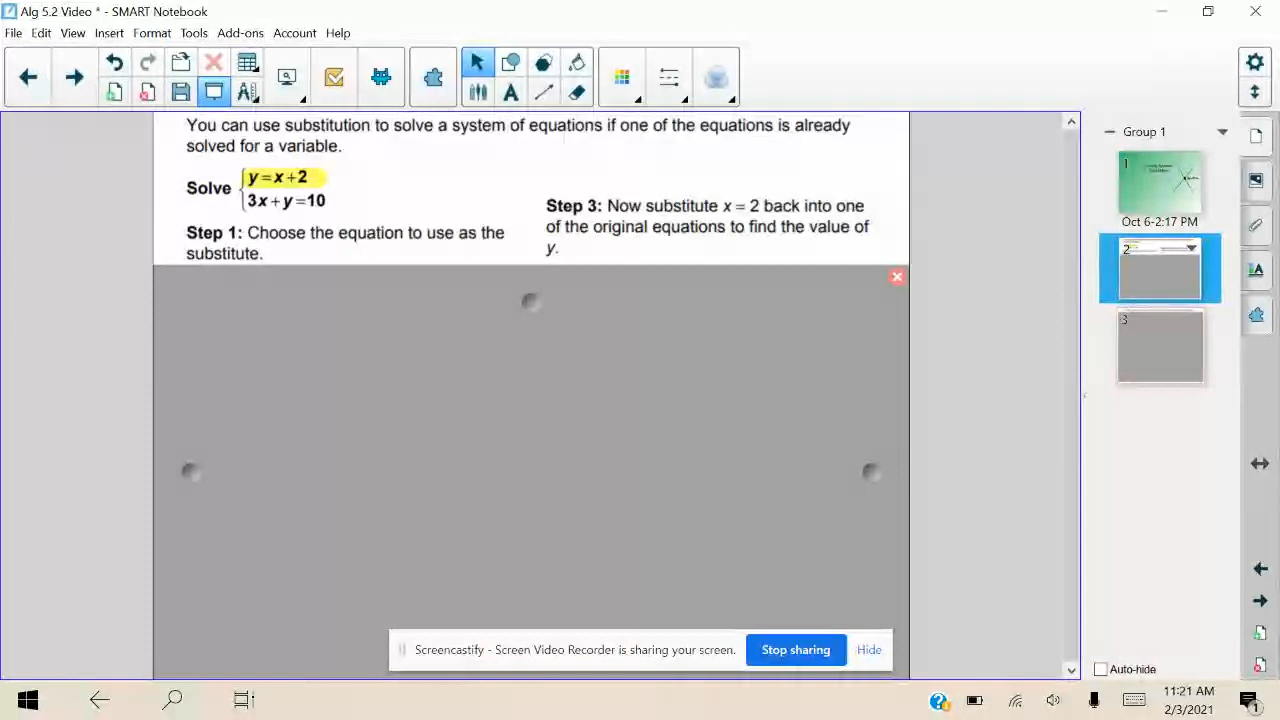 Alg 5.2 Video * - SMART Notebook
File Edit View Insert Format Tools Add-ons Account Help
You can use substitution to solve a system of equations if one of the equations is already
solved for a variable.
Solve
y = x + 2
3x + y = 10
Step 1: Choose the equation to use as the
substitute.
Step 3: Now substitute x = 2 back into one
of the original equations to find the value of
y.
Group 1
1
Oct 6-2:17 PM
2
3
Screencastify - Screen Video Recorder is sharing your screen.
Stop sharing
Hide
Auto-hide
11:21 AM
2/3/2021
1